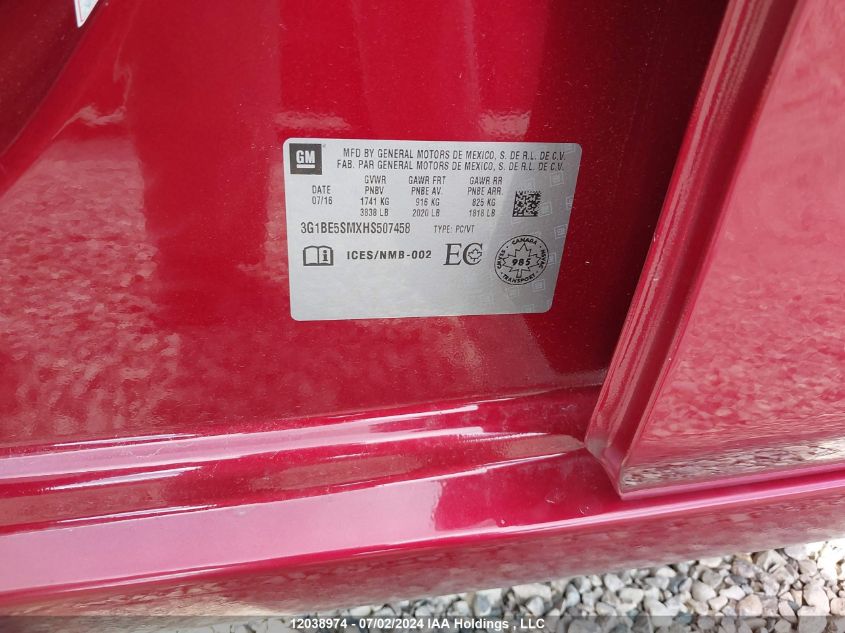 GM
MFD BY GENERAL MOTORS DE MEXICO, S. DE R.L. DE C.V.
FAB. PAR GENERAL MOTORS DE MEXICO, S. DE R.L. DE C.V.
GVWR GAWR FRT GAWR RR
DATE PNBV PNBE AV. PNBE ARR.
07/16 1741 KG 916 KG 825 KG
3838 LB 2020 LB 1818 LB
3G1BE5SMXHS507458 TYPE: PC/VT
ICES/NMB-002 EC
CANADA
985
TRANSPORT
12038974 - 07/02/2024 IAA Holdings, LLC